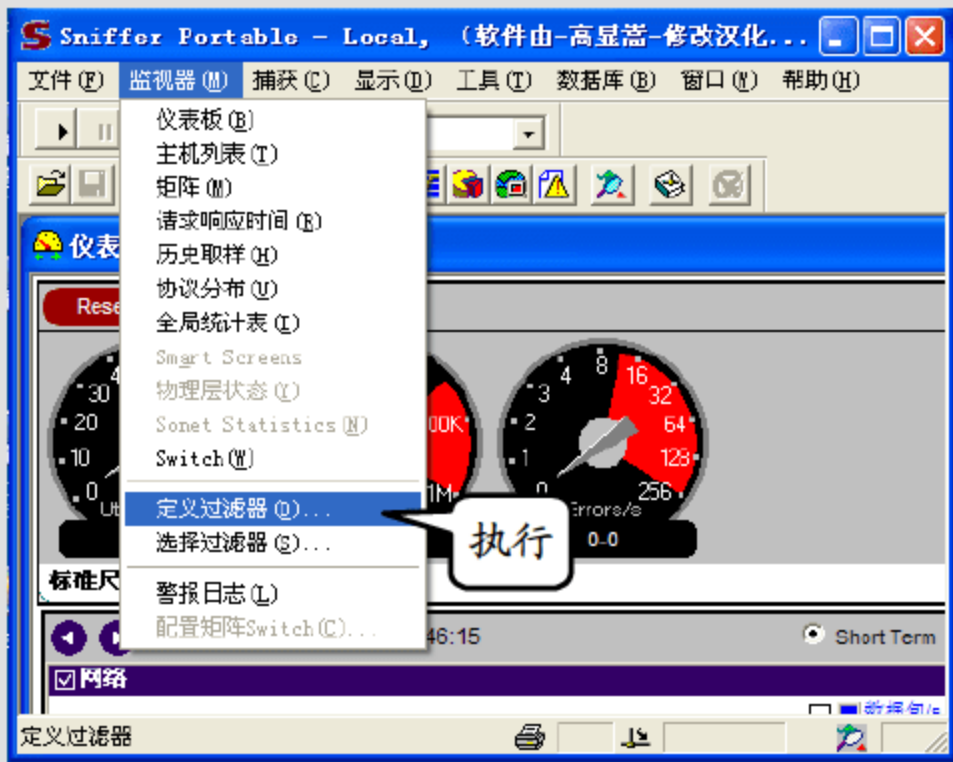 Sniffer Portable - Local, （软件由-高显嵩-修改汉化...
文件(F) 监视器(M) 捕获(C) 显示(D) 工具(T) 数据库(B) 窗口(W) 帮助(H)
仪表板(B)
主机列表(T)
矩阵(M)
请求响应时间(R)
历史取样(H)
协议分布(U)
全局统计表(I)
Smart Screens
物理层状态(Y)
Sonet Statistics(N)
Switch(W)
定义过滤器(D)...
选择过滤器(S)...
警报日志(L)
配置矩阵Switch(C)...
执行
仪表
Rese
0 10 20 30 4
Ut
00K
1M
0 1 2 3 4 8 16 32 64 128 256
Errors/s
0-0
标准尺
46:15
Short Term
网络
数据包/s
定义过滤器